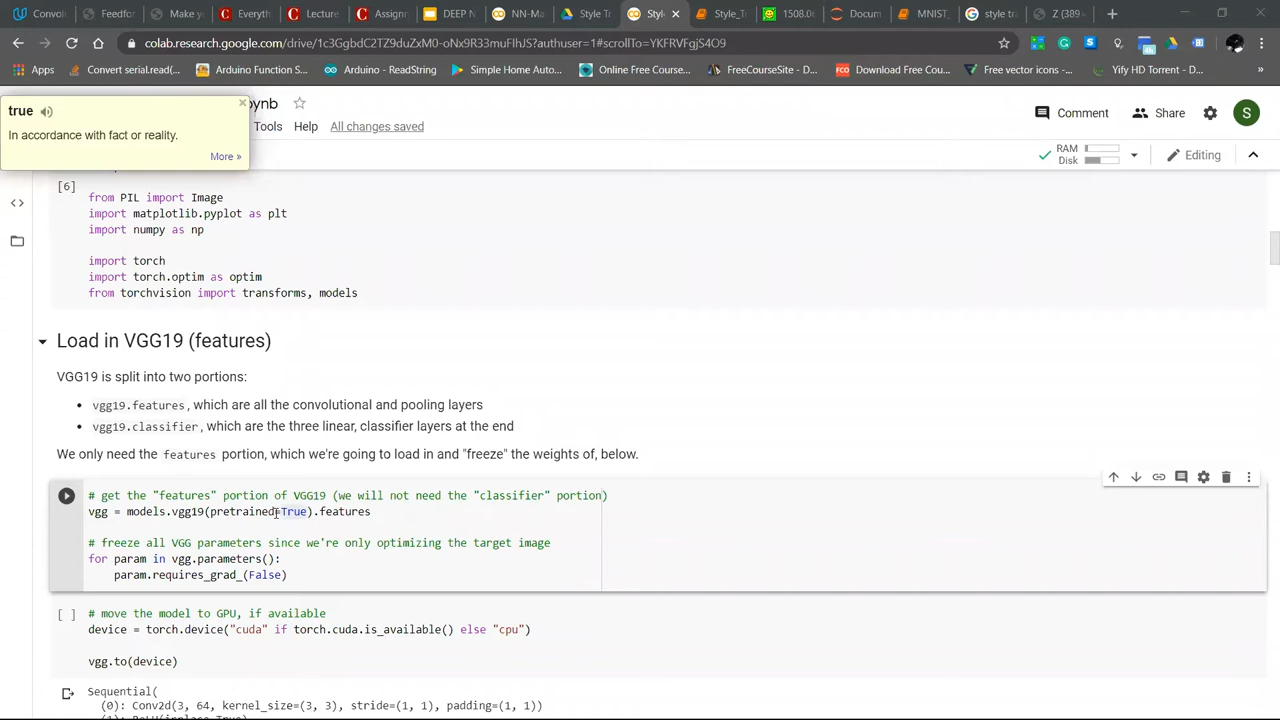 Convolu
Feedfor
Make y
Everyth
Lecture
Assignm
DEEP N
NN-Ma
Style Tr
Style
Style_Tr
1508.06
Docum
MNIST_
style tra
Z (389 u
colab.research.google.com/drive/1c3GgbdC2TZ9duZxM0-oNx9R33muFlhJS?authuser=1#scrollTo=YKFRVFgjS4O9
Apps
Convert serial.read(...
Arduino Function S...
Arduino - ReadString
Simple Home Auto...
Online Free Course...
FreeCourseSite - D...
Download Free Cou...
Free vector icons -...
Yify HD Torrent - D...
true
In accordance with fact or reality.
More »
ynb
Tools Help All changes saved
Comment Share S
RAM
Disk
Editing
[6]
from PIL import Image
import matplotlib.pyplot as plt
import numpy as np
import torch
import torch.optim as optim
from torchvision import transforms, models
Load in VGG19 (features)
VGG19 is split into two portions:
• vgg19.features, which are all the convolutional and pooling layers
• vgg19.classifier, which are the three linear, classifier layers at the end
We only need the features portion, which we're going to load in and "freeze" the weights of, below.
# get the "features" portion of VGG19 (we will not need the "classifier" portion)
vgg = models.vgg19(pretrained=True).features
# freeze all VGG parameters since we're only optimizing the target image
for param in vgg.parameters():
param.requires_grad_(False)
[ ] # move the model to GPU, if available
device = torch.device("cuda" if torch.cuda.is_available() else "cpu")
vgg.to(device)
Sequential(
(0): Conv2d(3, 64, kernel_size=(3, 3), stride=(1, 1), padding=(1, 1))
(1): ReLU(inplace=True)